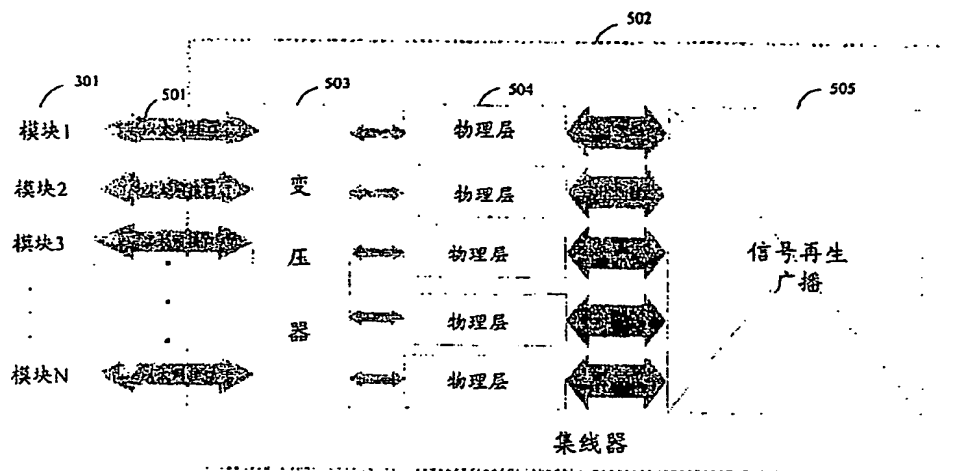 502
301
501
503
504
505
模块1
物理层
模块2
变
物理层
模块3
压
物理层
信号再生
广播
器
物理层
模块N
物理层
集线器